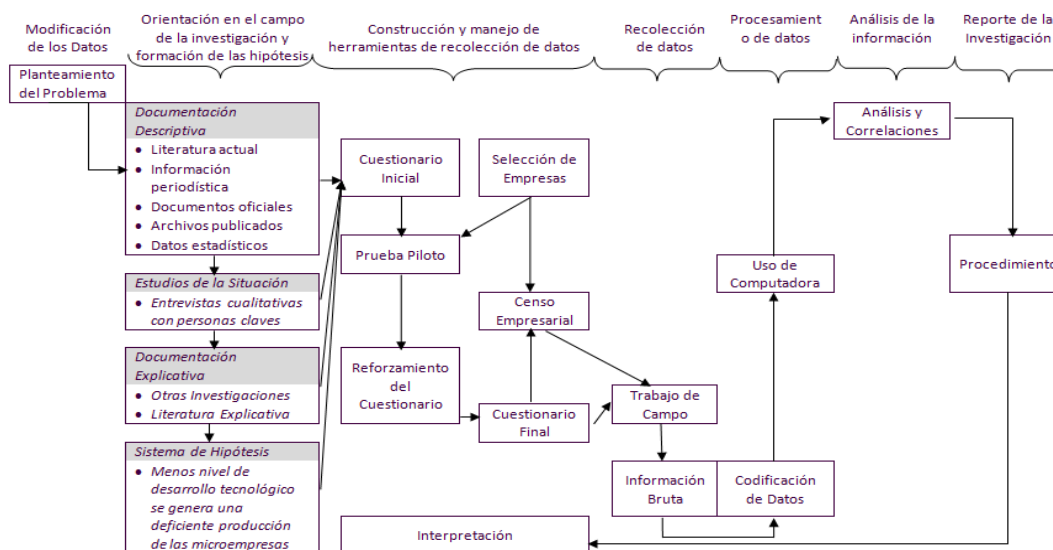 Modificación
de los Datos
Orientación en el campo
de la investigación y
formación de las hipótesis
Construcción y manejo de
herramientas de recolección de datos
Recolección
de datos
Procesamient
o de datos
Análisis de la
información
Reporte de la
Investigación
Planteamiento
del Problema
Documentación
Descriptiva
• Literatura actual
• Información
periodística
• Documentos oficiales
• Archivos publicados
• Datos estadísticos
Estudios de la Situación
• Entrevistas cualitativas
con personas claves
Documentación
Explicativa
• Otras Investigaciones
• Literatura Explicativa
Sistema de Hipótesis
• Menos nivel de
desarrollo tecnológico
se genera una
deficiente producción
de las microempresas
Cuestionario
Inicial
Selección de
Empresas
Prueba Piloto
Censo
Empresarial
Reforzamiento
del
Cuestionario
Cuestionario
Final
Trabajo de
Campo
Información
Bruta
Codificación
de Datos
Uso de
Computadora
Análisis y
Correlaciones
Procedimiento
Interpretación